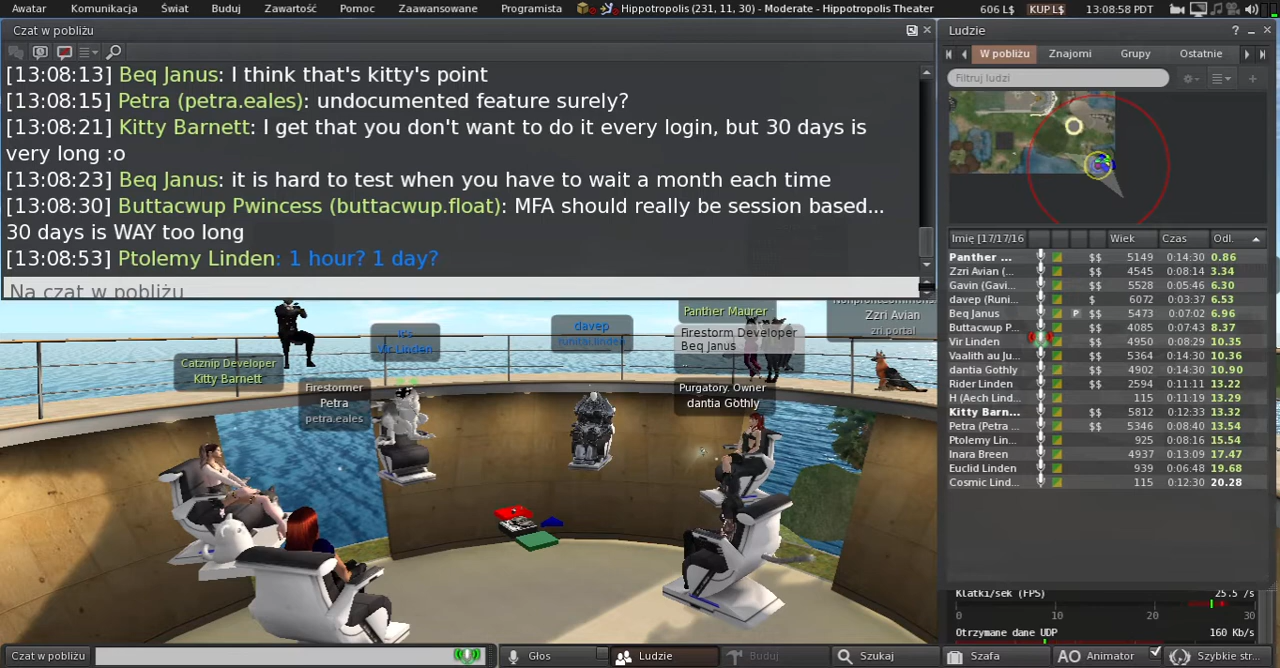 Awatar Komunikacja Świat Buduj Zawartość Pomoc Zaawansowane Programista Hippotropolis (231, 11, 30) - Moderate - Hippotropolis Theater 606 L$ KUP L$ 13:08:58 PDT
Czat w pobliżu
[13:08:13] Beq Janus: I think that's kitty's point
[13:08:15] Petra (petra.eales): undocumented feature surely?
[13:08:21] Kitty Barnett: I get that you don't want to do it every login, but 30 days is
very long :o
[13:08:23] Beq Janus: it is hard to test when you have to wait a month each time
[13:08:30] Buttacwup Pwincess (buttacwup.float): MFA should really be session based...
30 days is WAY too long
[13:08:53] Ptolemy Linden: 1 hour? 1 day?
Na czat w pobliżu
Ludzie
W pobliżu Znajomi Grupy Ostatnie
Filtruj ludzi
Imię [17/17/16 Wiek Czas Odl.
Panther ... 5149 0:14:30 0.86
Zzri Avian (... $$ 4545 0:08:14 3.34
Gavin (Gavi... $$ 5528 0:05:46 6.30
davep (Runi... $ 6072 0:03:37 6.53
Beq Janus P $$ 5473 0:07:02 6.96
Buttacwup P... $$ 4085 0:07:43 8.37
Vir Linden $$ 4950 0:08:29 10.35
Vaalith au Ju... $$ 5364 0:14:30 10.36
dantia Gothly $$ 4902 0:14:30 10.90
Rider Linden $$ 2594 0:11:11 13.22
H (Aech Lind... 115 0:11:19 13.29
Kitty Barn... $$ 5812 0:12:33 13.32
Petra (Petra ... $$ 5346 0:08:40 13.54
Ptolemy Lin... 925 0:08:16 15.54
Inara Breen 4937 0:13:09 17.47
Euclid Linden 939 0:06:48 19.68
Cosmic Lind... 115 0:12:30 20.28
Klatki/sek (FPS) 25.5 /s
0 10 20 30
Otrzymane dane UDP 160 Kb/s
Catznip Developer
Kitty Barnett
Firestormer
Petra
petra.eales
It's
Vir Linden
davep
runitai.linden
Panther Maurer
Firestorm Developer
Beq Janus
Purgatory. Owner
dantia Gothly
Zzri Avian
zn portal
Czat w pobliżu Głos Ludzie Buduj Szukaj Szafa AO Animator Szybkie str...